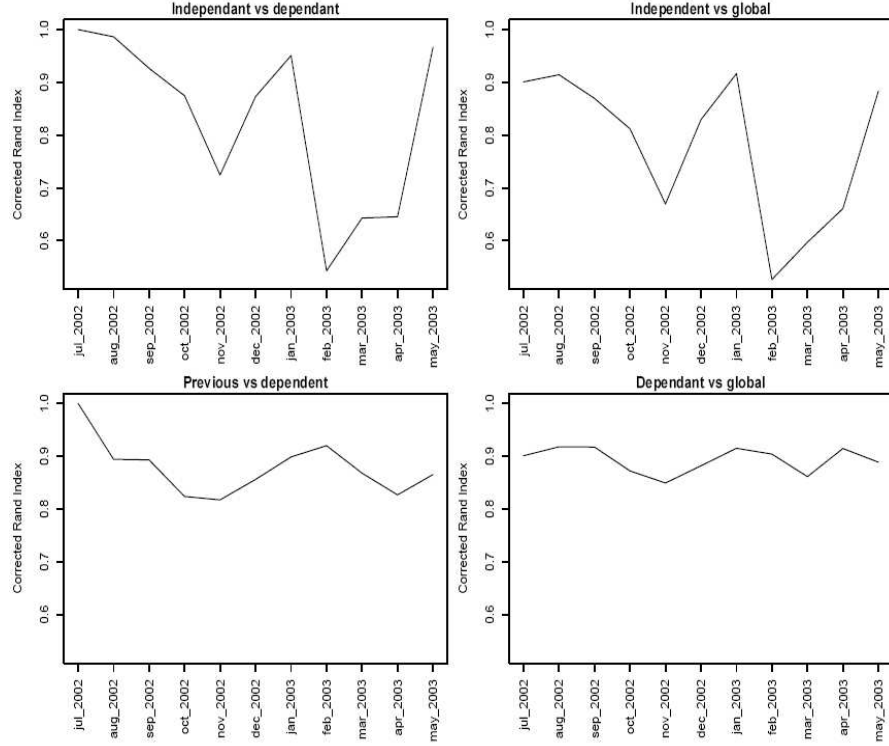 Independant vs dependant
Corrected Rand Index
1.0
0.9
0.8
0.7
0.6
jul_2002
aug_2002
sep_2002
oct_2002
nov_2002
dec_2002
jan_2003
feb_2003
mar_2003
apr_2003
may_2003
Independent vs global
Corrected Rand Index
1.0
0.9
0.8
0.7
0.6
jul_2002
aug_2002
sep_2002
oct_2002
nov_2002
dec_2002
jan_2003
feb_2003
mar_2003
apr_2003
may_2003
Previous vs dependent
Corrected Rand Index
1.0
0.9
0.8
0.7
0.6
jul_2002
aug_2002
sep_2002
oct_2002
nov_2002
dec_2002
jan_2003
feb_2003
mar_2003
apr_2003
may_2003
Dependant vs global
Corrected Rand Index
1.0
0.9
0.8
0.7
0.6
jul_2002
aug_2002
sep_2002
oct_2002
nov_2002
dec_2002
jan_2003
feb_2003
mar_2003
apr_2003
may_2003